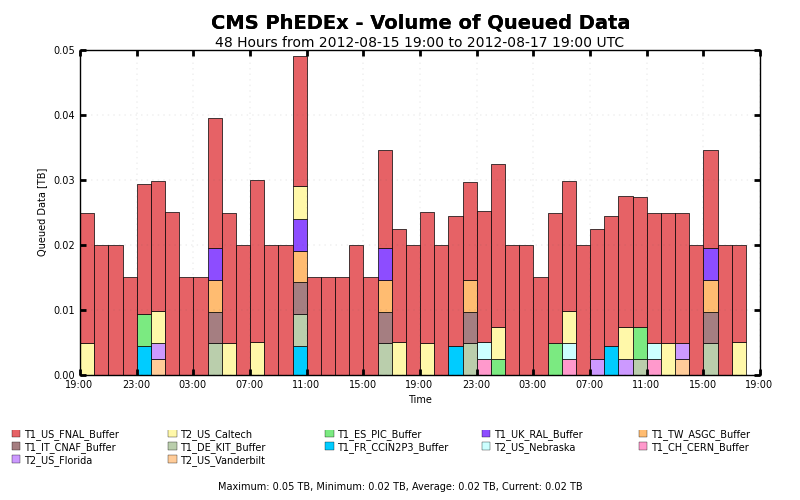 CMS PhEDEx - Volume of Queued Data
48 Hours from 2012-08-15 19:00 to 2012-08-17 19:00 UTC
0.05
0.04
0.03
0.02
0.01
0.00
Queued Data [TB]
19:00 23:00 03:00 07:00 11:00 15:00 19:00 23:00 03:00 07:00 11:00 15:00 19:00
Time
T1_US_FNAL_Buffer T2_US_Caltech T1_ES_PIC_Buffer T1_UK_RAL_Buffer T1_TW_ASGC_Buffer
T1_IT_CNAF_Buffer T1_DE_KIT_Buffer T1_FR_CCIN2P3_Buffer T2_US_Nebraska T1_CH_CERN_Buffer
T2_US_Florida T2_US_Vanderbilt
Maximum: 0.05 TB, Minimum: 0.02 TB, Average: 0.02 TB, Current: 0.02 TB